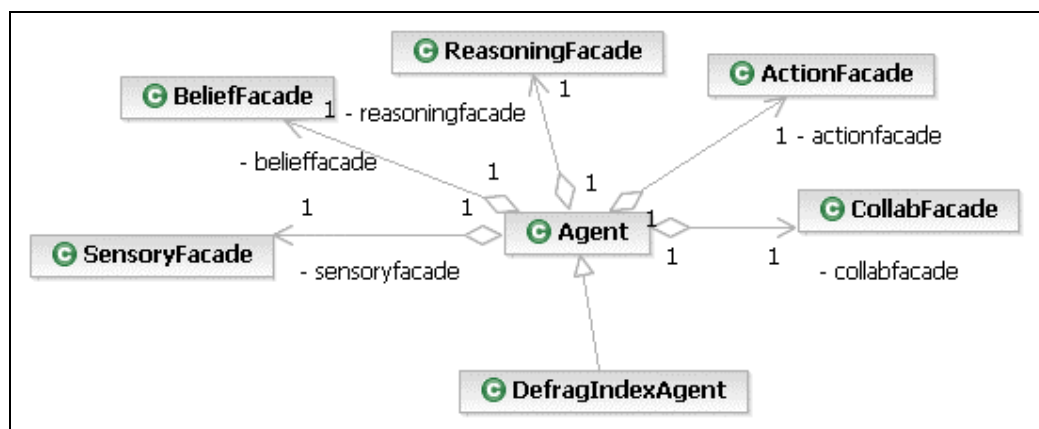 ReasoningFacade
ActionFacade
BeliefFacade
1
1
- reasoningfacade
1 - actionfacade
- belieffacade
1
1
1
1
1
CollabFacade
Agent
SensoryFacade
1
1
- sensoryfacade
- collabfacade
DefragIndexAgent